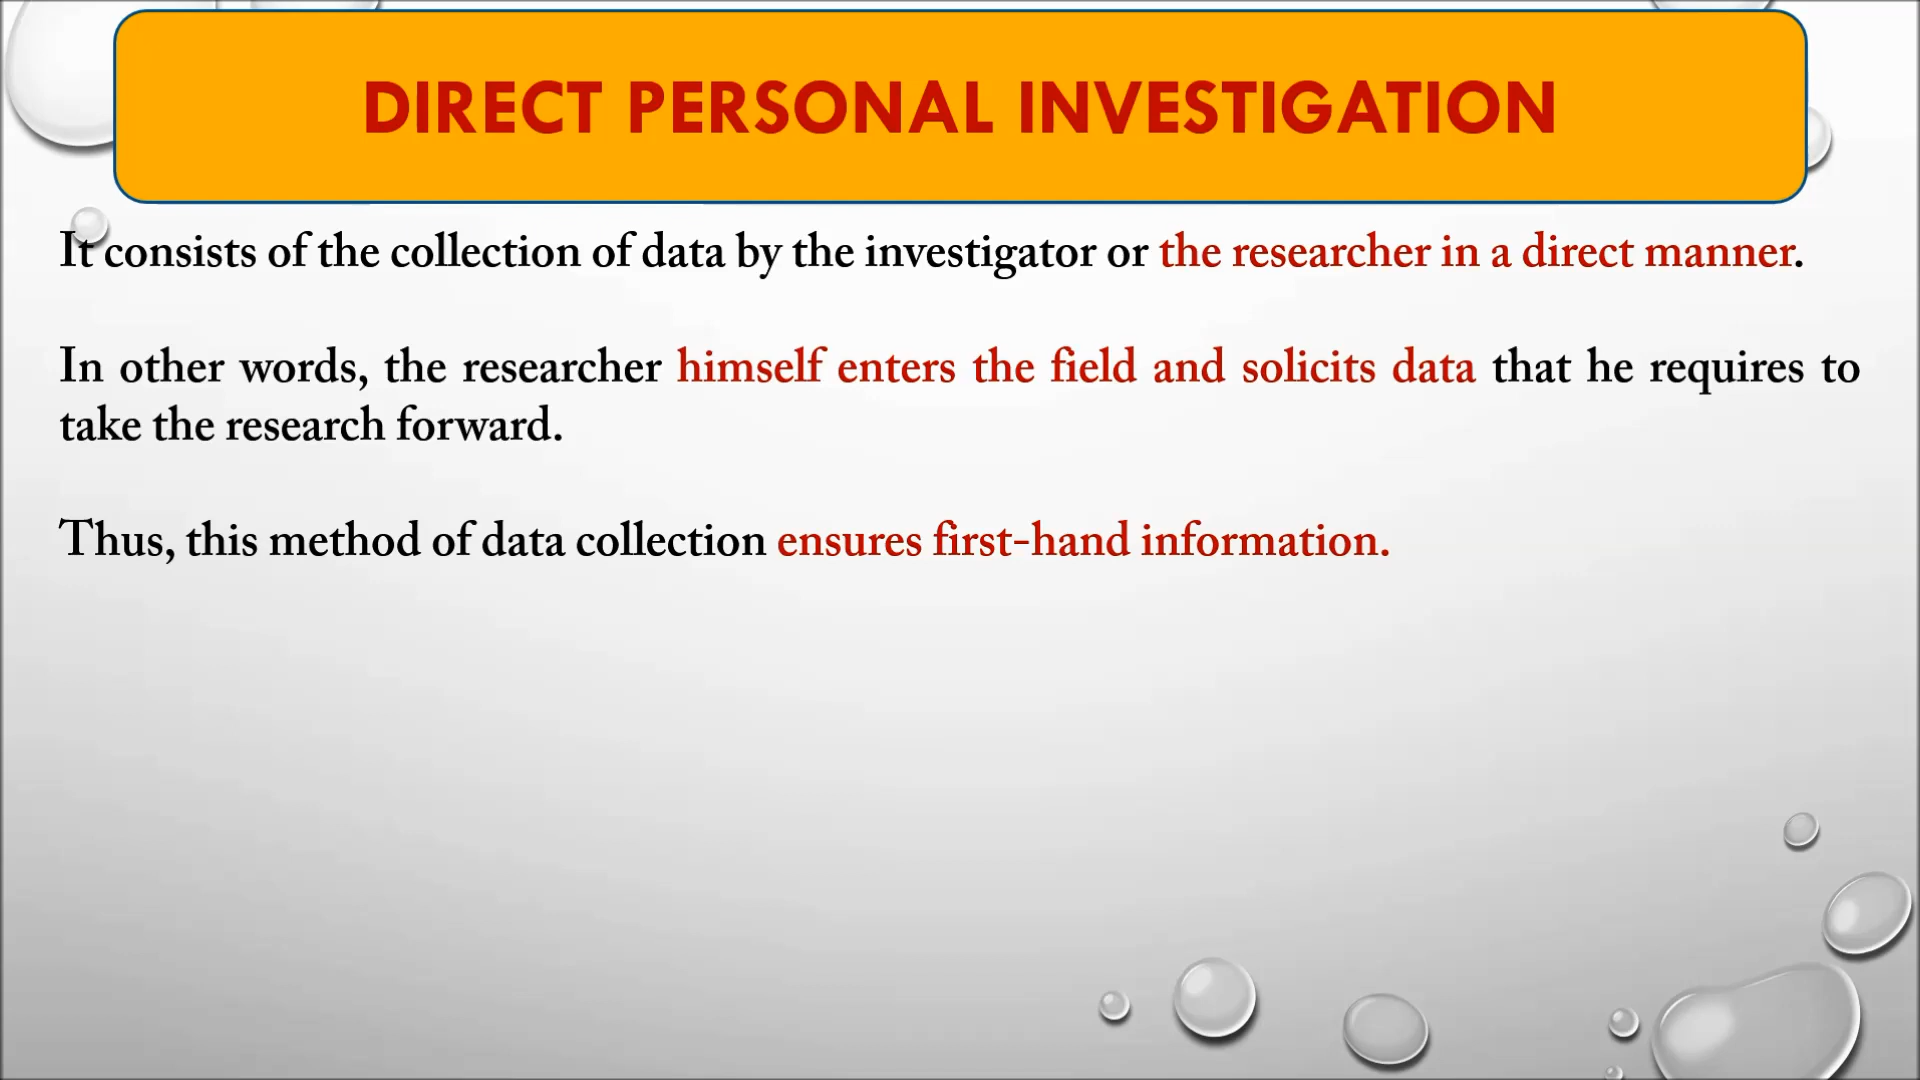 DIRECT PERSONAL INVESTIGATION
It consists of the collection of data by the investigator or the researcher in a direct manner.
In other words, the researcher himself enters the field and solicits data that he requires to
take the research forward.
Thus, this method of data collection ensures first-hand information.